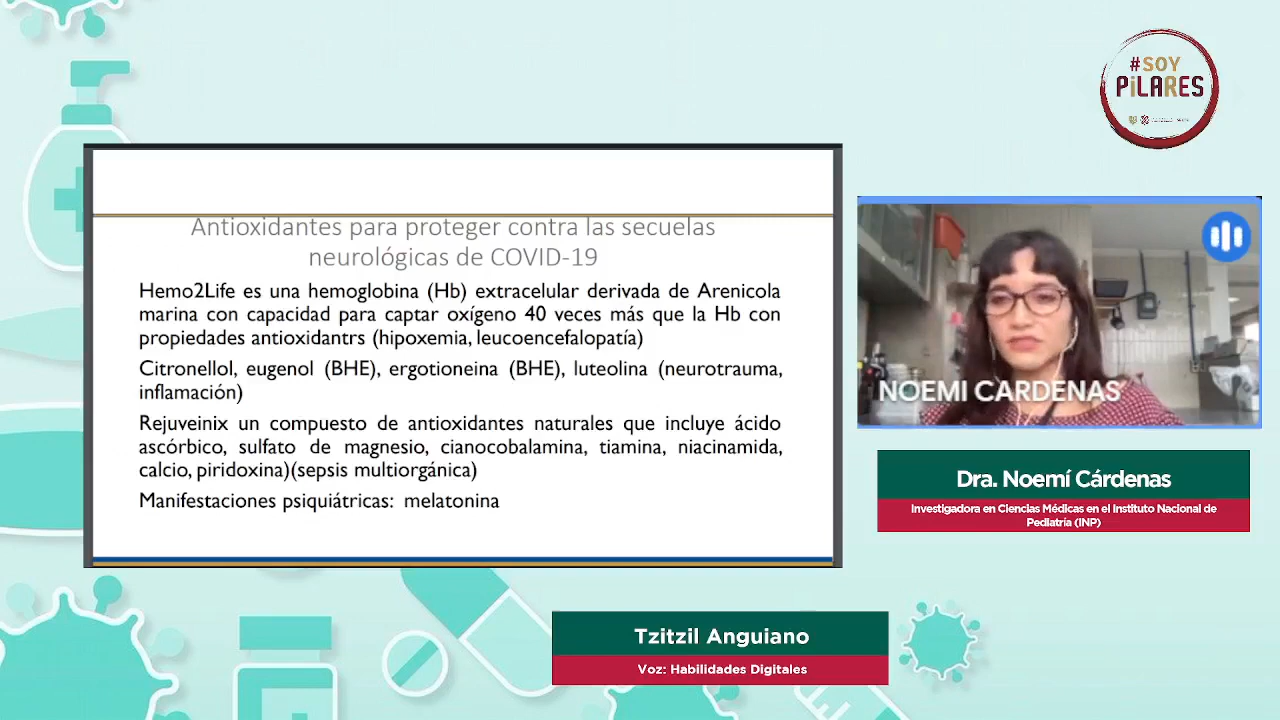 #SOY
PiLARES
Antioxidantes para proteger contra las secuelas
neurológicas de COVID-19
Hemo2Life es una hemoglobina (Hb) extracelular derivada de Arenicola
marina con capacidad para captar oxígeno 40 veces más que la Hb con
propiedades antioxidantrs (hipoxemia, leucoencefalopatía)
Citronellol, eugenol (BHE), ergotioneina (BHE), luteolina (neurotrauma,
inflamación)
Rejuveinix un compuesto de antioxidantes naturales que incluye ácido
ascórbico, sulfato de magnesio, cianocobalamina, tiamina, niacinamida,
calcio, piridoxina)(sepsis multiorgánica)
Manifestaciones psiquiátricas: melatonina
NOEMI CARDENAS
Dra. Noemí Cárdenas
Investigadora en Ciencias Médicas en el Instituto Nacional de
Pediatría (INP)
Tzitzil Anguiano
Voz: Habilidades Digitales